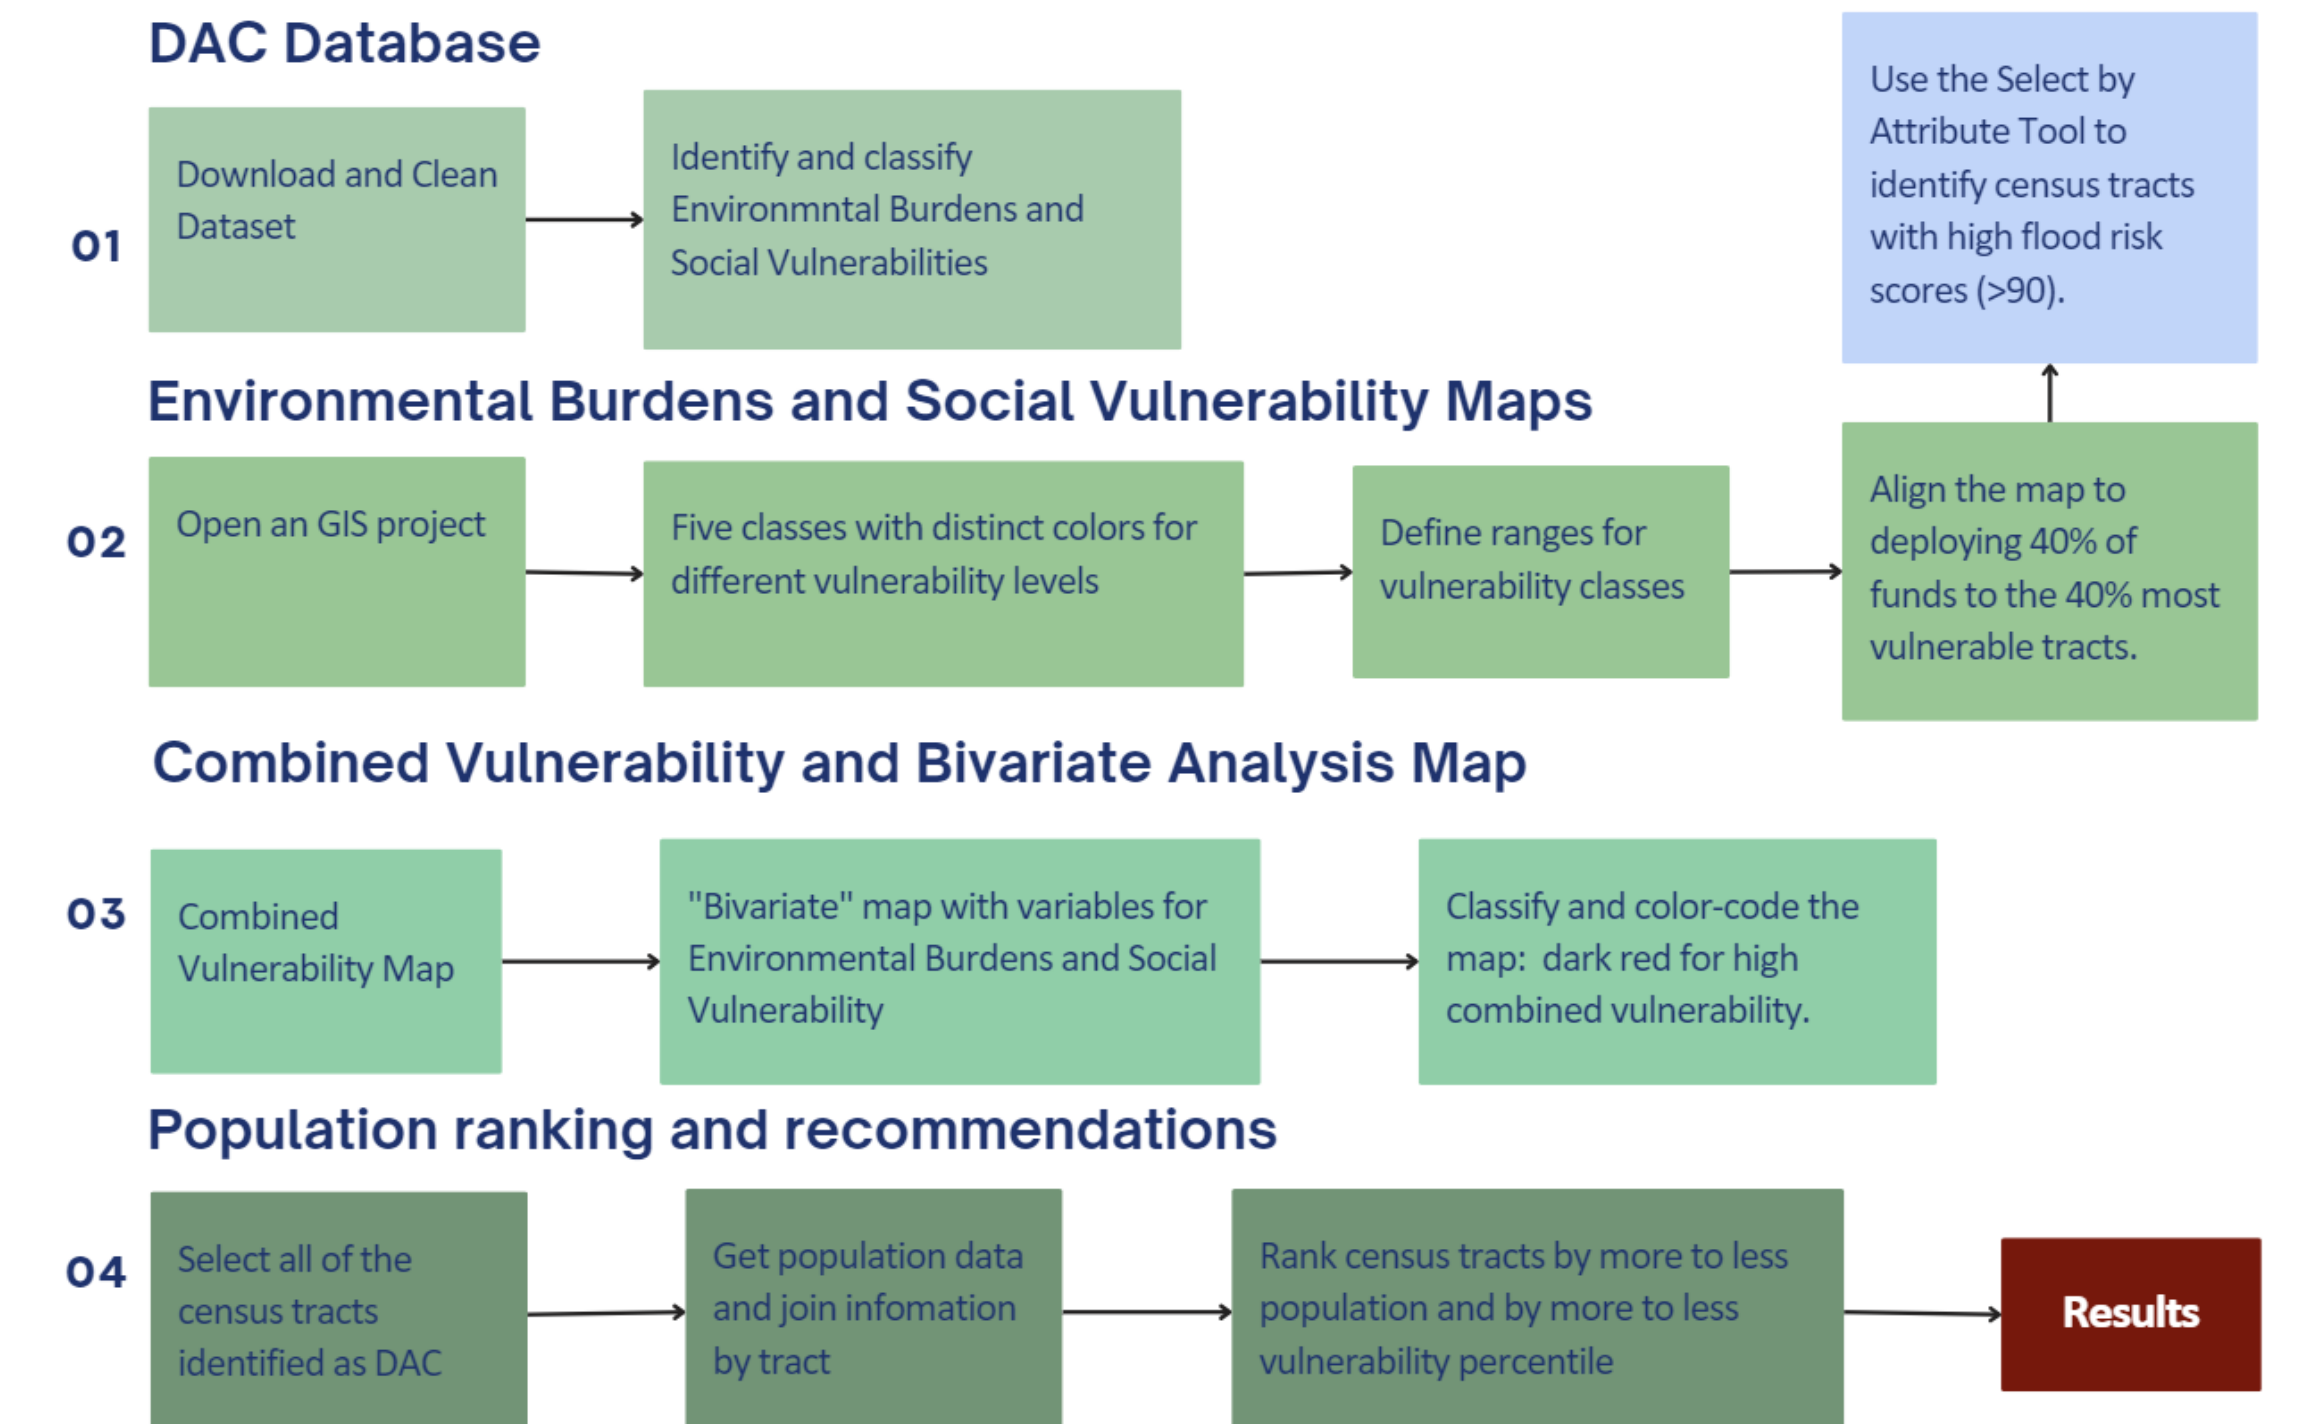 DAC Database
01
Download and Clean
Dataset
Identify and classify
Environmntal Burdens and
Social Vulnerabilities
Use the Select by
Attribute Tool to
identify census tracts
with high flood risk
scores (>90).
Environmental Burdens and Social Vulnerability Maps
02
Open an GIS project
Five classes with distinct colors for
different vulnerability levels
Define ranges for
vulnerability classes
Align the map to
deploying 40% of
funds to the 40% most
vulnerable tracts.
Combined Vulnerability and Bivariate Analysis Map
03
Combined
Vulnerability Map
"Bivariate" map with variables for
Environmental Burdens and Social
Vulnerability
Classify and color-code the
map:  dark red for high
combined vulnerability.
Population ranking and recommendations
04
Select all of the
census tracts
identified as DAC
Get population data
and join infomation
by tract
Rank census tracts by more to less
population and by more to less
vulnerability percentile
Results